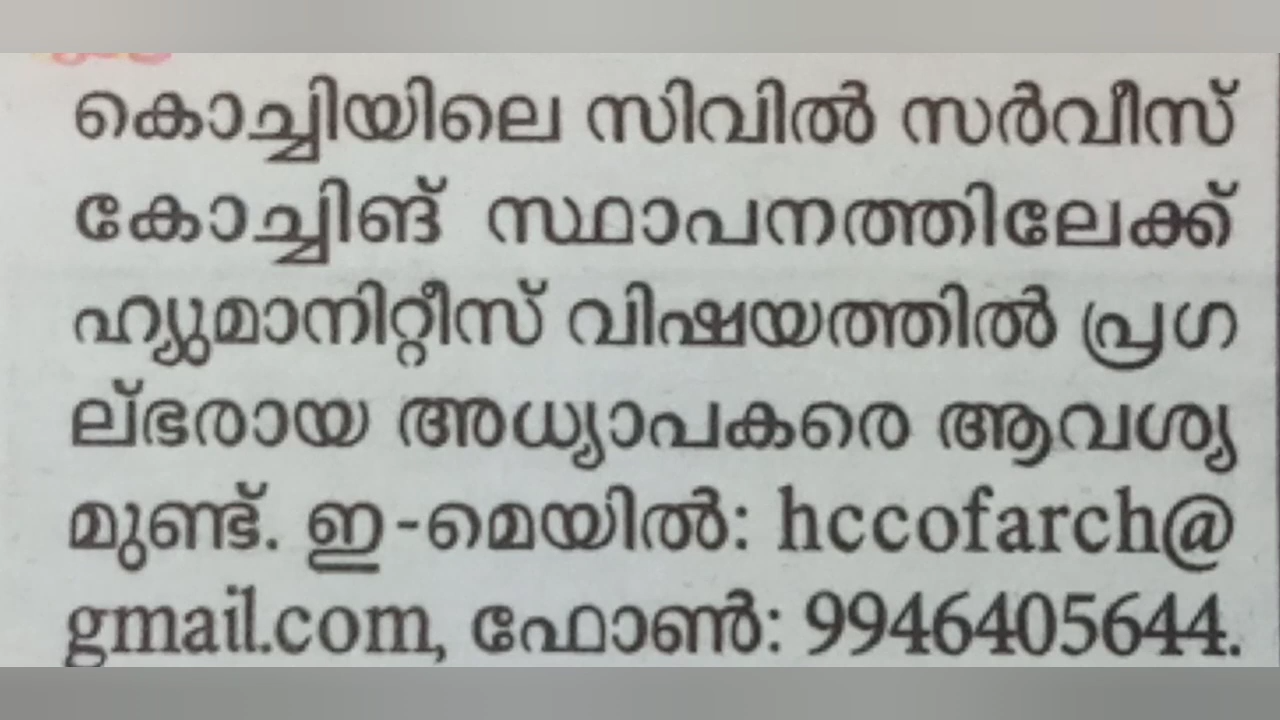 കൊച്ചിയിലെ സിവിൽ സർവീസ്
കോച്ചിങ് സ്ഥാപനത്തിലേക്ക്
ഹ്യുമാനിറ്റീസ് വിഷയത്തിൽ പ്രഗ
ല്ഭരായ അധ്യാപകരെ ആവശ്യ
മുണ്ട്. ഇ-മെയിൽ: hccofarch@
gmail.com, ഫോൺ: 9946405644.